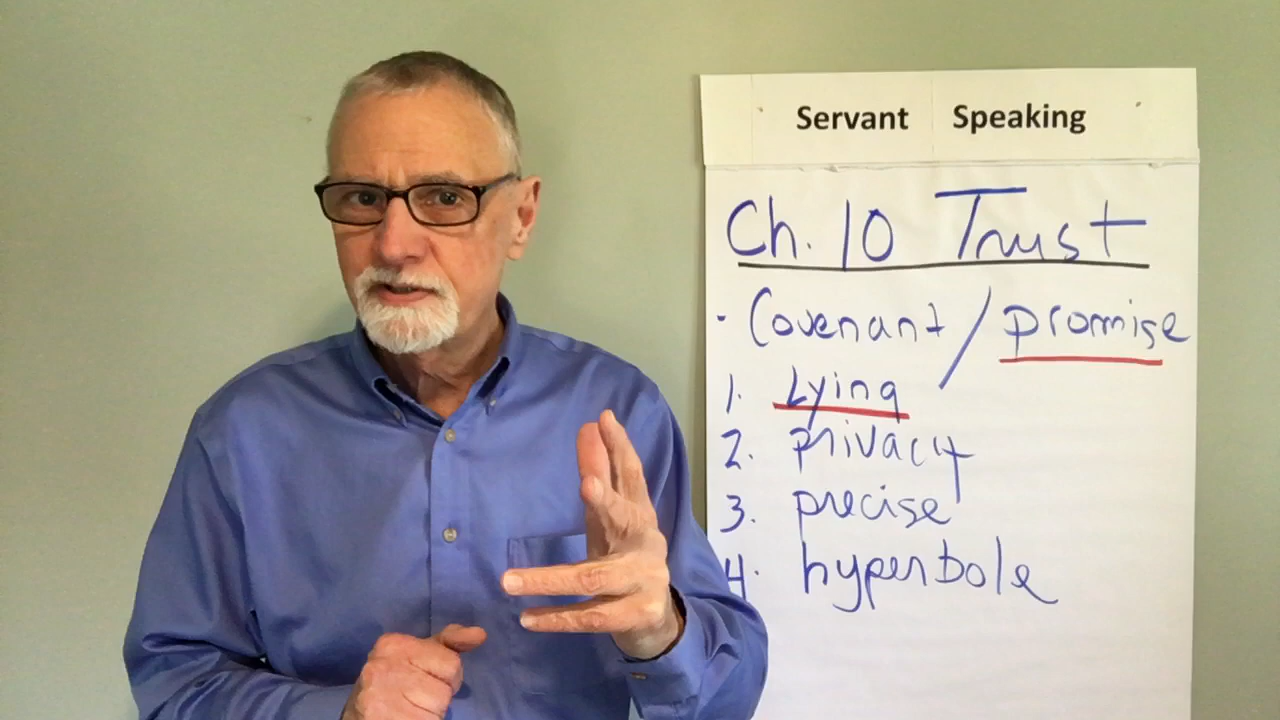 Servant Speaking
Ch. 10 Trust
· Covenant / promise
1. Lying
2. privacy
3. precise
4. hyperbole